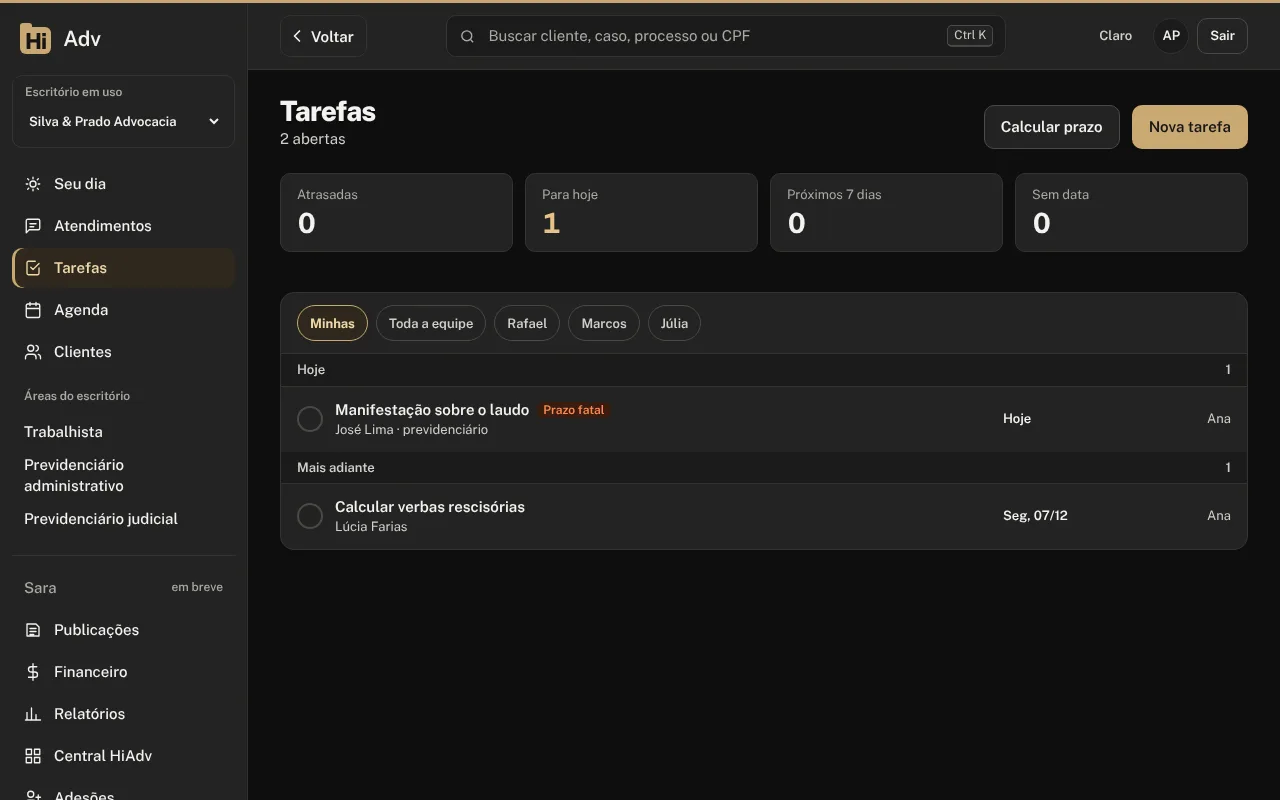 Hi Adv
Voltar
Buscar cliente, caso, processo ou CPF
Ctrl K
Claro
AP
Sair
Escritório em uso
Silva & Prado Advocacia
Seu dia
Atendimentos
Tarefas
Agenda
Clientes
Áreas do escritório
Trabalhista
Previdenciário
administrativo
Previdenciário judicial
Sara
em breve
Publicações
Financeiro
Relatórios
Central HiAdv
Adesões
Tarefas
2 abertas
Calcular prazo
Nova tarefa
Atrasadas
0
Para hoje
1
Próximos 7 dias
0
Sem data
0
Minhas
Toda a equipe
Rafael
Marcos
Júlia
Hoje
1
Manifestação sobre o laudo
Prazo fatal
José Lima · previdenciário
Hoje
Ana
Mais adiante
1
Calcular verbas rescisórias
Lúcia Farias
Seg, 07/12
Ana